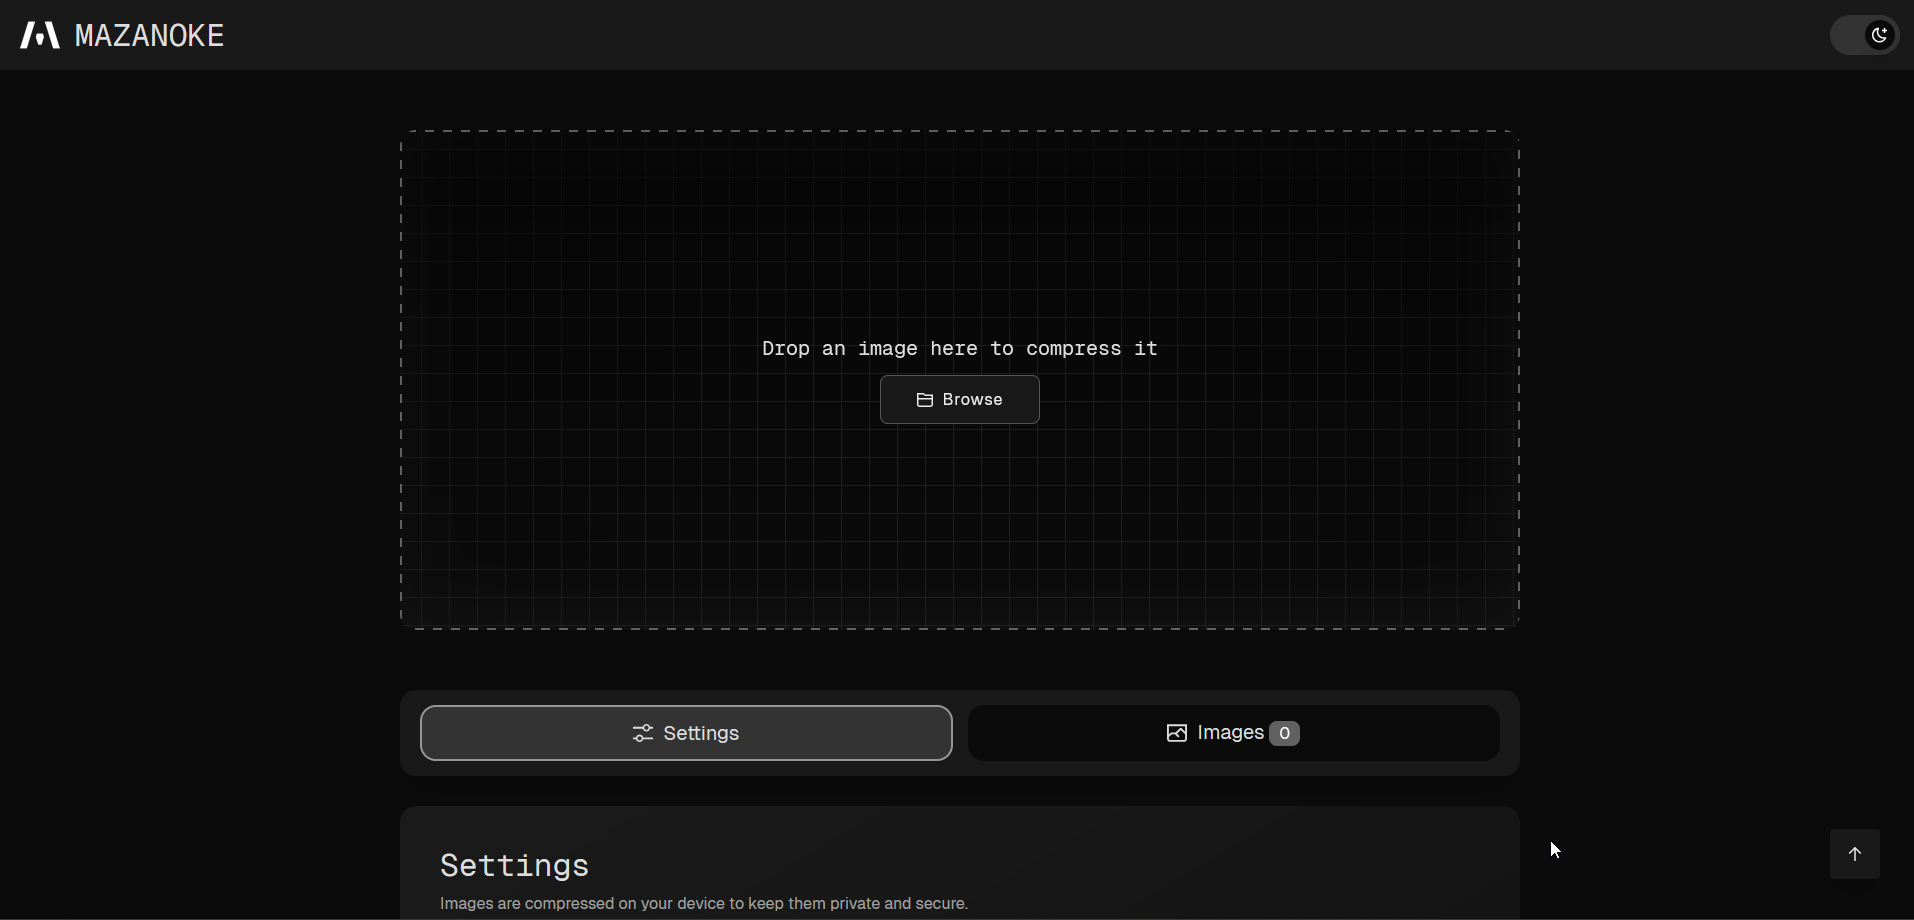 MAZANOKE
Drop an image here to compress it
Browse
Settings
Images 0
Settings
Images are compressed on your device to keep them private and secure.